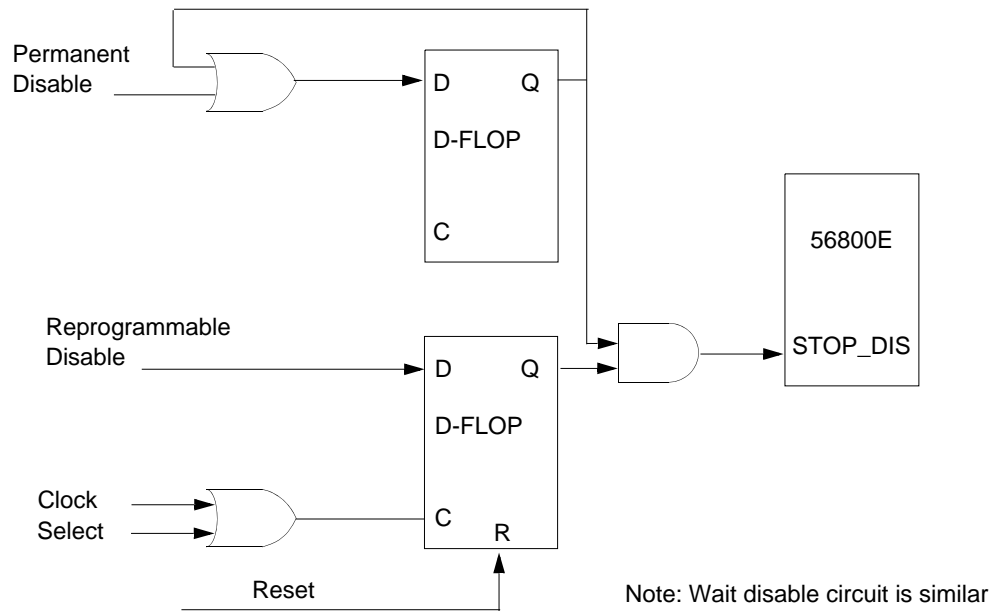 Permanent
Disable
D Q
D-FLOP
C
56800E
STOP_DIS
Reprogrammable
Disable
D Q
D-FLOP
Clock
Select
C
R
Reset
Note: Wait disable circuit is similar